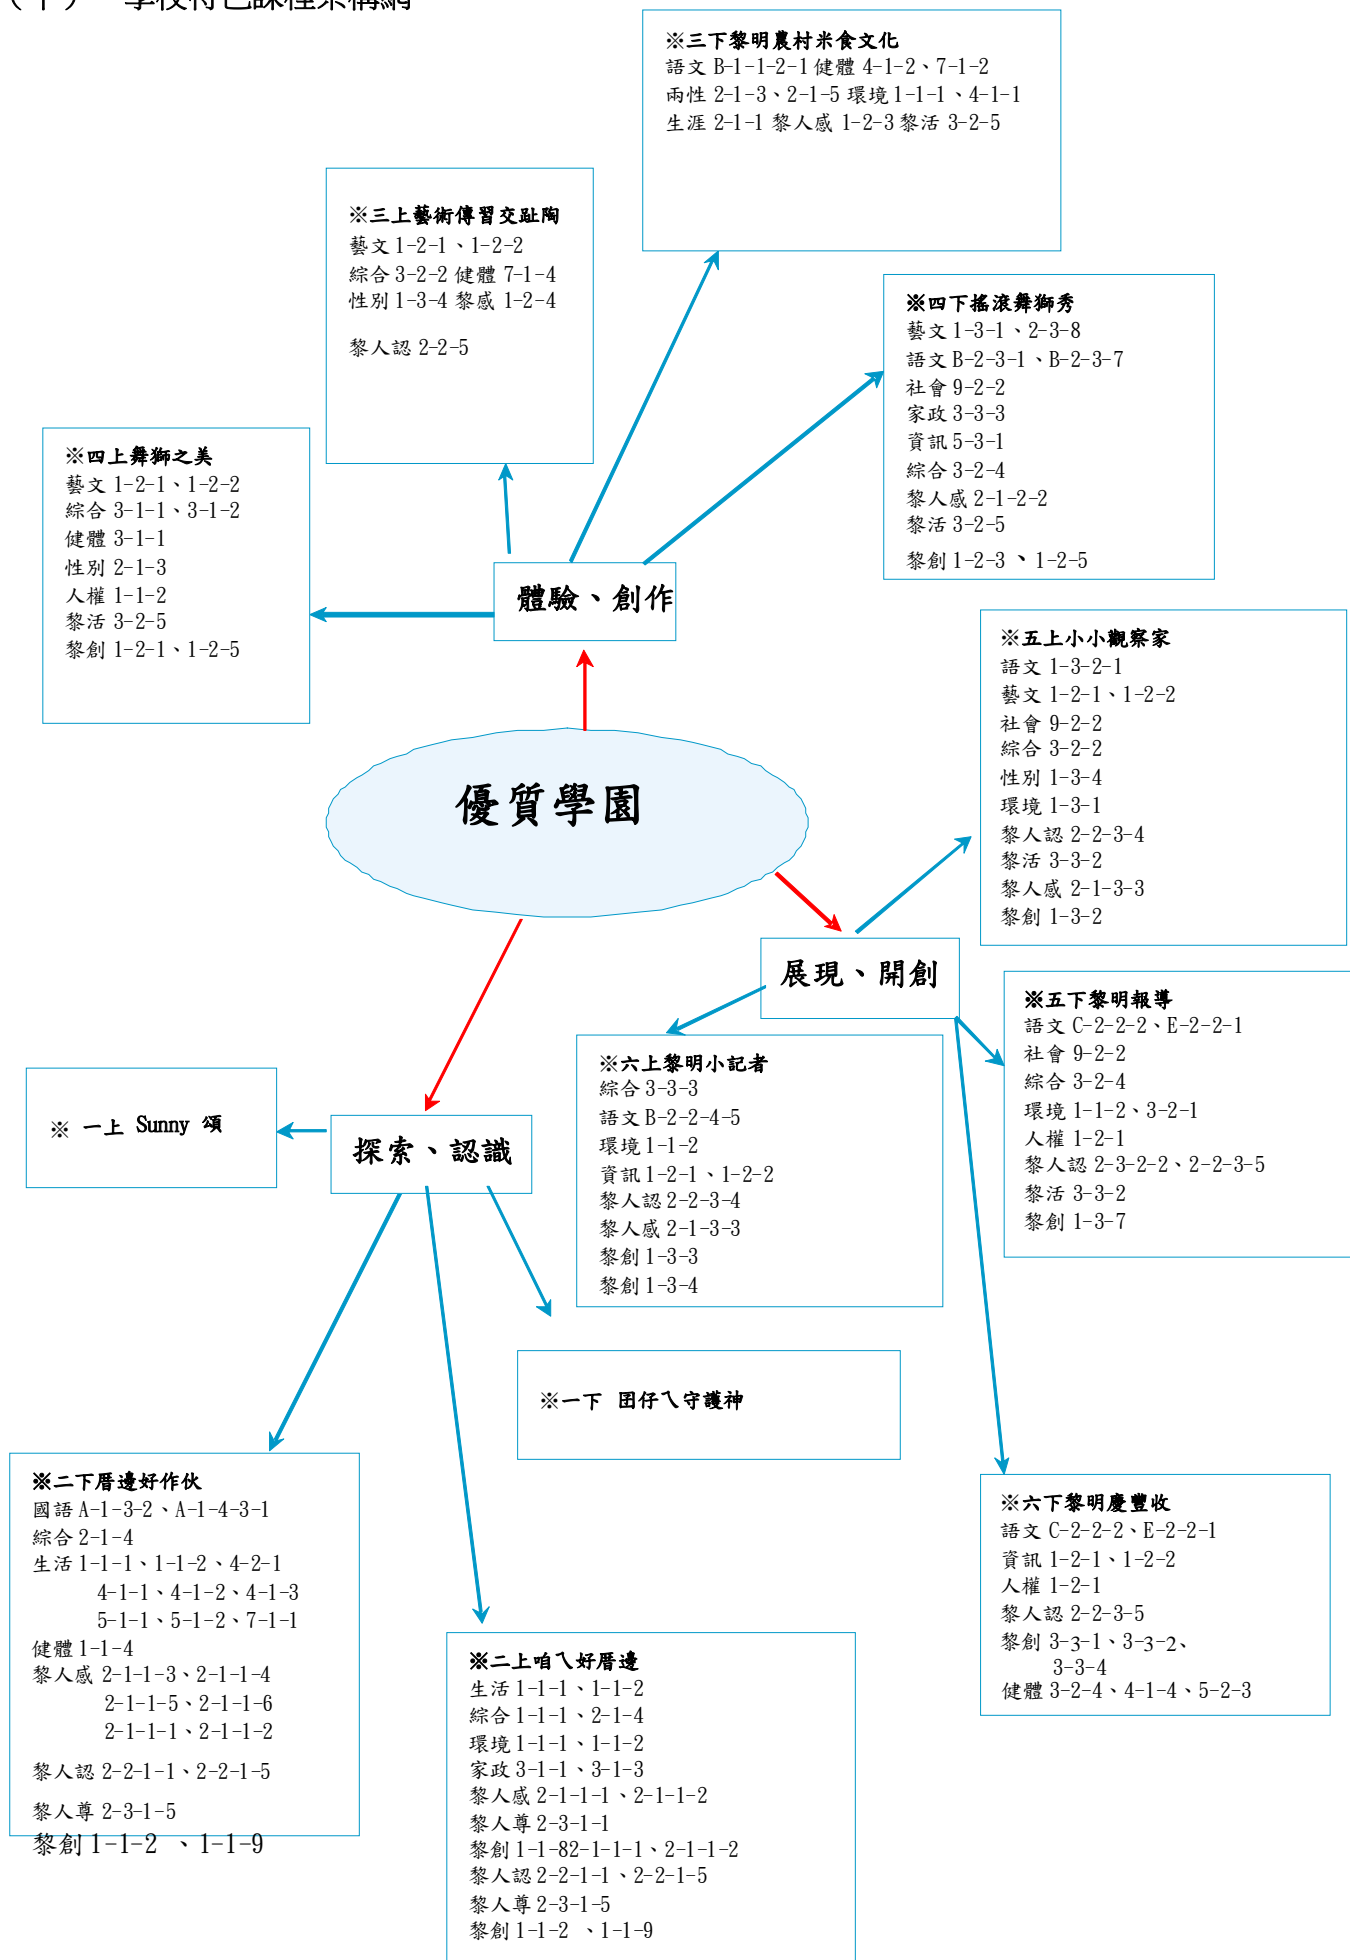 ※三下黎明農村米食文化
語文 B-1-1-2-1 健體 4-1-2、7-1-2
兩性 2-1-3、2-1-5 環境 1-1-1、4-1-1
生涯 2-1-1 黎人感 1-2-3 黎活 3-2-5
※三上藝術傳習交趾陶
藝文 1-2-1、1-2-2
綜合 3-2-2 健體 7-1-4
性別 1-3-4 黎感 1-2-4
黎人認 2-2-5
※四下搖滾舞獅秀
藝文 1-3-1、2-3-8
語文 B-2-3-1、B-2-3-7
社會 9-2-2
家政 3-3-3
資訊 5-3-1
綜合 3-2-4
黎人感 2-1-2-2
黎活 3-2-5
黎創 1-2-3 、1-2-5
※四上舞獅之美
藝文 1-2-1、1-2-2
綜合 3-1-1、3-1-2
健體 3-1-1
性別 2-1-3
人權 1-1-2
黎活 3-2-5
黎創 1-2-1、1-2-5
體驗、創作
※五上小小觀察家
語文 1-3-2-1
藝文 1-2-1、1-2-2
社會 9-2-2
綜合 3-2-2
性別 1-3-4
環境 1-3-1
黎人認 2-2-3-4
黎活 3-3-2
黎人感 2-1-3-3
黎創 1-3-2
優質學園
展現、開創
※五下黎明報導
語文 C-2-2-2、E-2-2-1
社會 9-2-2
綜合 3-2-4
環境 1-1-2、3-2-1
人權 1-2-1
黎人認 2-3-2-2、2-2-3-5
黎活 3-3-2
黎創 1-3-7
※六上黎明小記者
綜合 3-3-3
語文 B-2-2-4-5
環境 1-1-2
資訊 1-2-1、1-2-2
黎人認 2-2-3-4
黎人感 2-1-3-3
黎創 1-3-3
黎創 1-3-4
※ 一上 Sunny 頌
探索、認識
※一下 囝仔ㄟ守護神
※二下厝邊好作伙
國語 A-1-3-2、A-1-4-3-1
綜合 2-1-4
生活 1-1-1、1-1-2、4-2-1
4-1-1、4-1-2、4-1-3
5-1-1、5-1-2、7-1-1
健體 1-1-4
黎人感 2-1-1-3、2-1-1-4
2-1-1-5、2-1-1-6
2-1-1-1、2-1-1-2
黎人認 2-2-1-1、2-2-1-5
黎人尊 2-3-1-5
黎創 1-1-2 、1-1-9
※六下黎明慶豐收
語文 C-2-2-2、E-2-2-1
資訊 1-2-1、1-2-2
人權 1-2-1
黎人認 2-2-3-5
黎創 3-3-1、3-3-2、
3-3-4
健體 3-2-4、4-1-4、5-2-3
※二上咱ㄟ好厝邊
生活 1-1-1、1-1-2
綜合 1-1-1、2-1-4
環境 1-1-1、1-1-2
家政 3-1-1、3-1-3
黎人感 2-1-1-1、2-1-1-2
黎人尊 2-3-1-1
黎創 1-1-82-1-1-1、2-1-1-2
黎人認 2-2-1-1、2-2-1-5
黎人尊 2-3-1-5
黎創 1-1-2 、1-1-9